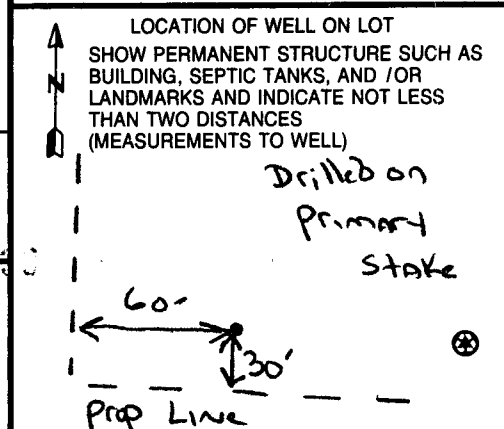 LOCATION OF WELL ON LOT
SHOW PERMANENT STRUCTURE SUCH AS
BUILDING, SEPTIC TANKS, AND /OR
LANDMARKS AND INDICATE NOT LESS
THAN TWO DISTANCES
(MEASUREMENTS TO WELL)
N
Drilled on
Primary
Stake
60'
30'
Prop Line